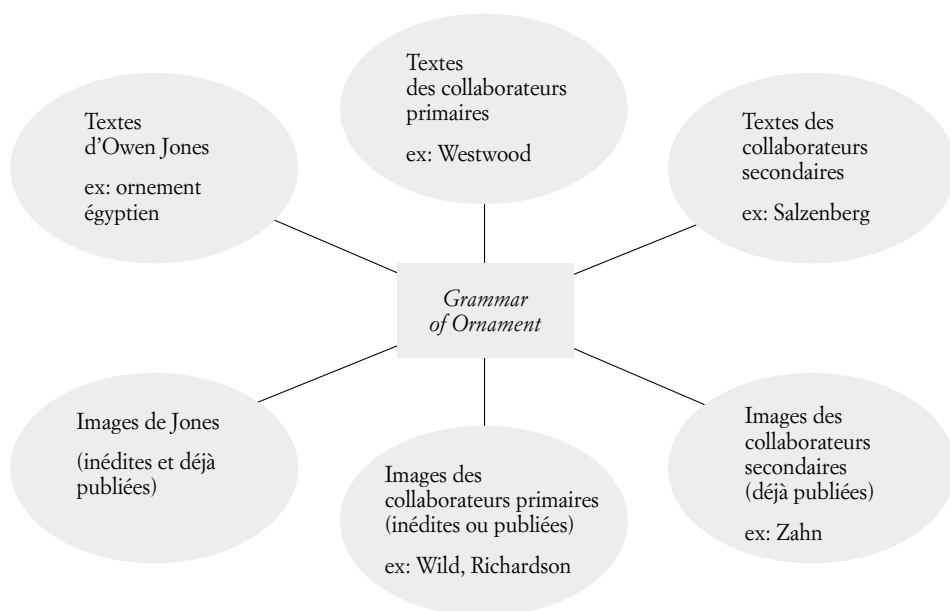 Textes
d’Owen Jones
ex: ornement
égyptien
Textes
des collaborateurs
primaires
ex: Westwood
Textes des
collaborateurs
secondaires
ex: Salzenberg
Grammar
of Ornament
Images de Jones
(inédites et déjà
publiées)
Images des
collaborateurs primaires
(inédites ou publiées)
ex: Wild, Richardson
Images des
collaborateurs
secondaires
(déjà publiées)
ex: Zahn